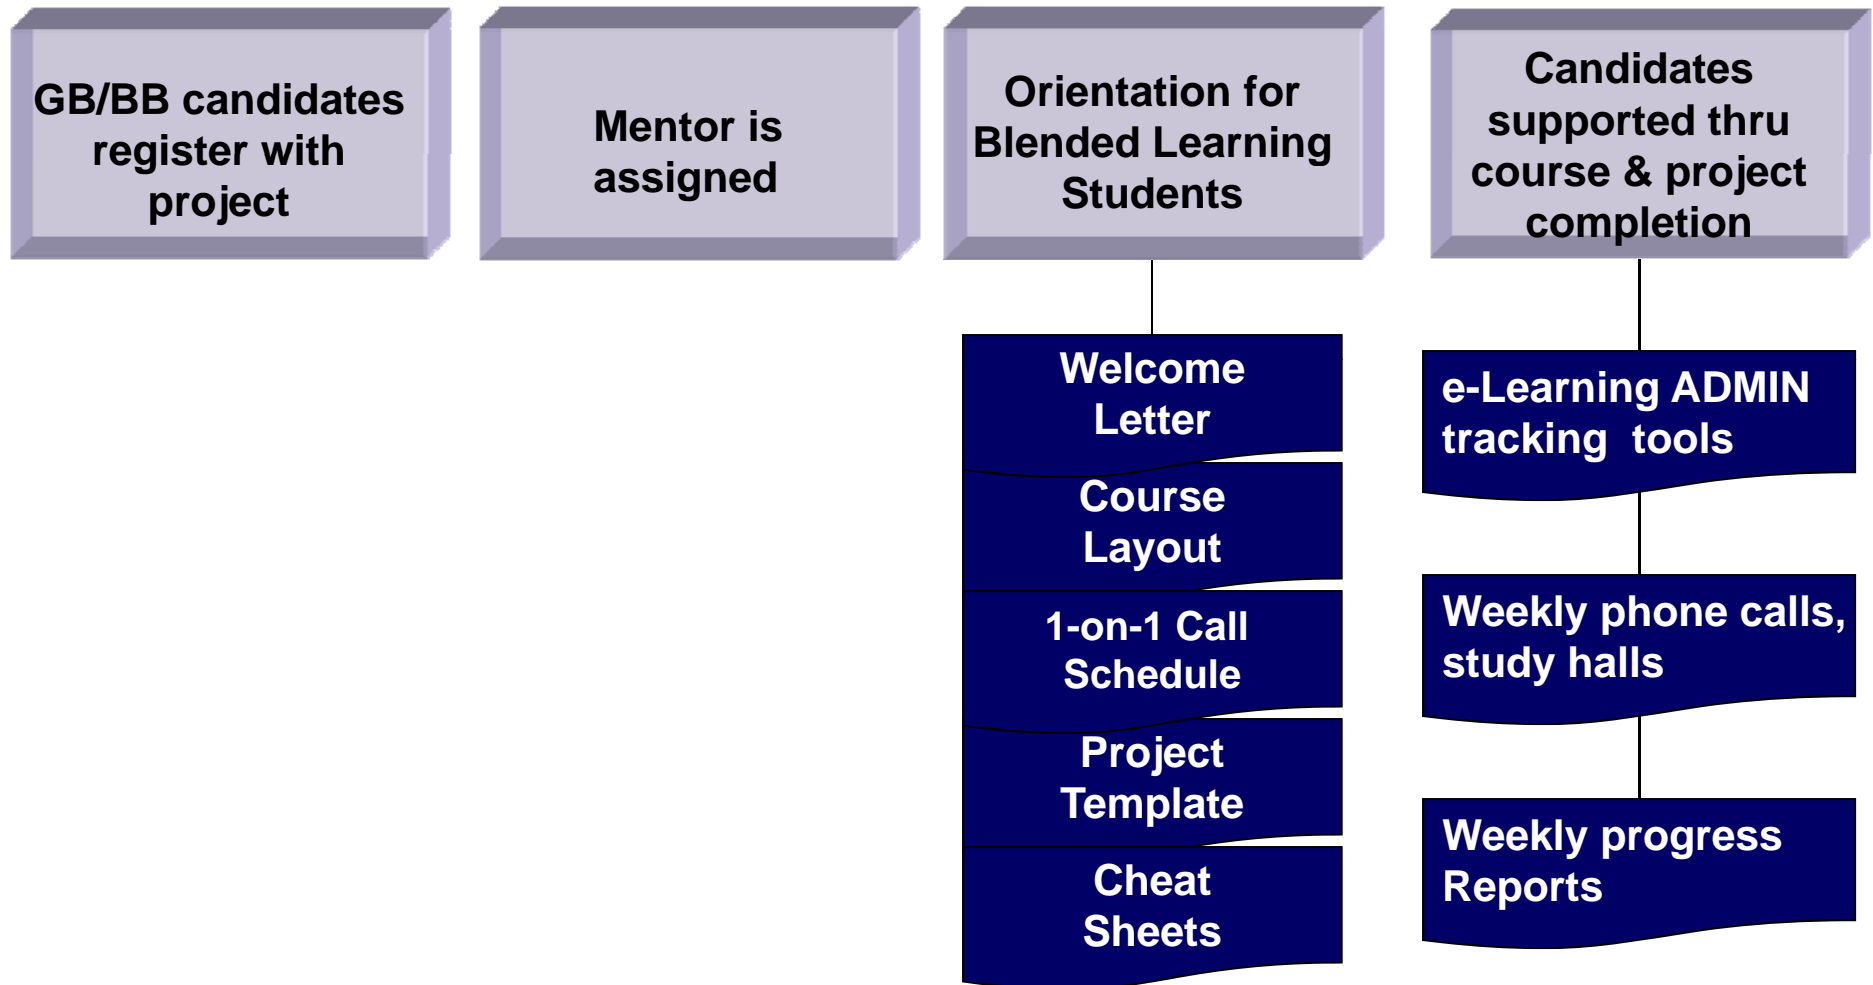 GB/BB candidates
register with
project
Mentor is
assigned
Orientation for
Blended Learning
Students
Candidates
supported thru
course & project
completion
Welcome
Letter
Course
Layout
1-on-1 Call
Schedule
Project
Template
Cheat
Sheets
e-Learning ADMIN
tracking  tools
Weekly phone calls,
study halls
Weekly progress
Reports